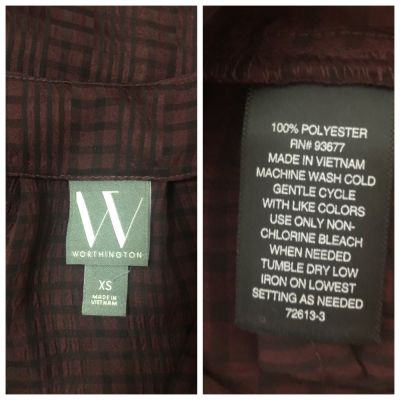 W
WORTHINGTON
XS
MADE IN
VIETNAM
100% POLYESTER
RN# 93677
MADE IN VIETNAM
MACHINE WASH COLD
GENTLE CYCLE
WITH LIKE COLORS
USE ONLY NON-
CHLORINE BLEACH
WHEN NEEDED
TUMBLE DRY LOW
IRON ON LOWEST
SETTING AS NEEDED
72613-3